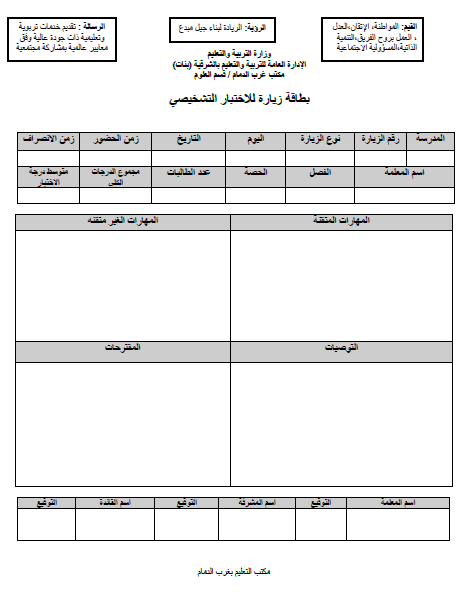 القيم: المواطنة، الإتقان،العدل
، العمل بروح الفريق،التنمية
الذاتية،المسؤولية الاجتماعية
الرؤية: الريادة لبناء جيل مبدع
الرسالة : تقديم خدمات تربوية
وتعليمية ذات جودة عالية وفق
معايير عالمية بمشاركة مجتمعية
وزارة التربية والتعليم
الإدارة العامة للتربية والتعليم بالشرقية (بنات)
مكتب غرب الدمام / قسم العلوم
بطاقة زيارة للاختبار التشخيصي
المدرسة رقم الزيارة نوع الزيارة اليوم التاريخ زمن الحضور زمن الانصراف
اسم المعلمة الفصل الحصة عدد الطالبات مجموع الدرجات الكلي متوسط درجة الاختبار
المهارات المتقنة المهارات الغير متقنه
التوصيات المقترحات
اسم المعلمة التوقيع اسم المشرفة التوقيع اسم القائدة التوقيع
مكتب التعليم بغرب الدمام